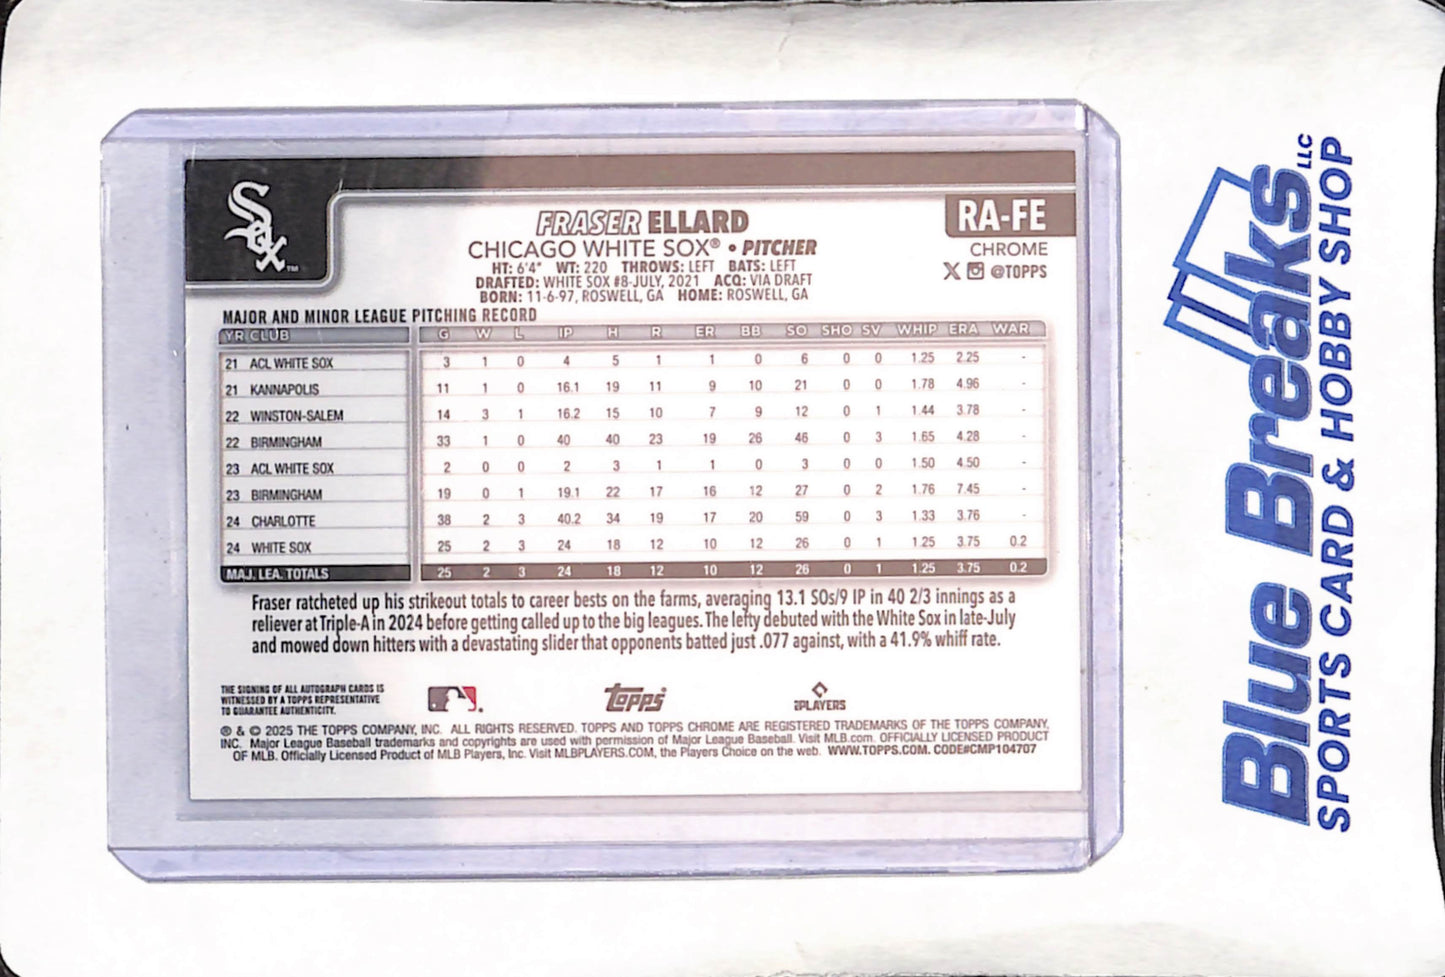 Sox
TM
FRASER ELLARD
RA-FE
CHICAGO WHITE SOX® • PITCHER
CHROME
HT: 6'4" WT: 220 THROWS: LEFT BATS: LEFT
X @TOPPS
DRAFTED: WHITE SOX #8-JULY, 2021 ACQ: VIA DRAFT
BORN: 11-6-97, ROSWELL, GA HOME: ROSWELL, GA
MAJOR AND MINOR LEAGUE PITCHING RECORD
YR CLUB G W L IP H R ER BB SO SHO SV WHIP ERA WAR
21 ACL WHITE SOX 3 1 0 4 5 1 1 0 6 0 0 1.25 2.25 -
21 KANNAPOLIS 11 1 0 16.1 19 11 9 10 21 0 0 1.78 4.96 -
22 WINSTON-SALEM 14 3 1 16.2 15 10 7 9 12 0 1 1.44 3.78 -
22 BIRMINGHAM 33 1 0 40 40 23 19 26 46 0 3 1.65 4.28 -
23 ACL WHITE SOX 2 0 0 2 3 1 1 0 3 0 0 1.50 4.50 -
23 BIRMINGHAM 19 0 1 19.1 22 17 16 12 27 0 2 1.76 7.45 -
24 CHARLOTTE 38 2 3 40.2 34 19 17 20 59 0 3 1.33 3.76 -
24 WHITE SOX 25 2 3 24 18 12 10 12 26 0 1 1.25 3.75 0.2
MAJ. LEA. TOTALS 25 2 3 24 18 12 10 12 26 0 1 1.25 3.75 0.2
Fraser ratcheted up his strikeout totals to career bests on the farms, averaging 13.1 SOs/9 IP in 40 2/3 innings as a
reliever at Triple-A in 2024 before getting called up to the big leagues. The lefty debuted with the White Sox in late-July
and mowed down hitters with a devastating slider that opponents batted just .077 against, with a 41.9% whiff rate.
THE SIGNING OF ALL AUTOGRAPH CARDS IS
WITNESSED BY A TOPPS REPRESENTATIVE
TO GUARANTEE AUTHENTICITY.
topps
PLAYERS
® & © 2025 THE TOPPS COMPANY, INC. ALL RIGHTS RESERVED. TOPPS AND TOPPS CHROME ARE REGISTERED TRADEMARKS OF THE TOPPS COMPANY,
INC. Major League Baseball trademarks and copyrights are used with permission of Major League Baseball. Visit MLB.com. OFFICIALLY LICENSED PRODUCT
OF MLB. Officially Licensed Product of MLB Players, Inc. Visit MLBPLAYERS.COM, the Players Choice on the web. WWW.TOPPS.COM. CODE#CMP104707
Blue Breaks LLC
SPORTS CARD & HOBBY SHOP